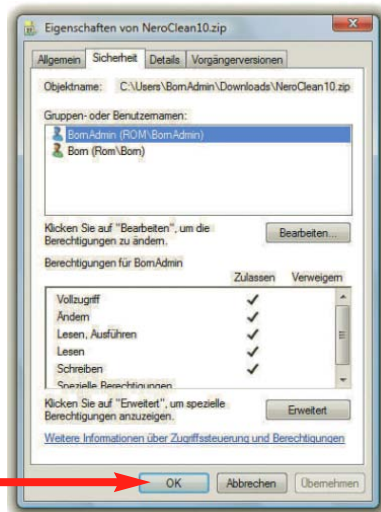 Eigenschaften von NeroClean10.zip
Allgemein Sicherheit Details Vorgängerversionen
Objektname: C:\Users\BornAdmin\Downloads\NeroClean10.zip
Gruppen- oder Benutzernamen:
BornAdmin (ROM\BornAdmin)
Born (Rom\Born)
Klicken Sie auf "Bearbeiten", um die
Berechtigungen zu ändern.
Bearbeiten...
Berechtigungen für BornAdmin
Zulassen Verweigern
Vollzugriff
Ändern
Lesen, Ausführen
Lesen
Schreiben
Spezielle Berechtigungen
Klicken Sie auf "Erweitert", um spezielle
Berechtigungen anzuzeigen.
Erweitert
Weitere Informationen über Zugriffssteuerung und Berechtigungen
OK Abbrechen Übernehmen